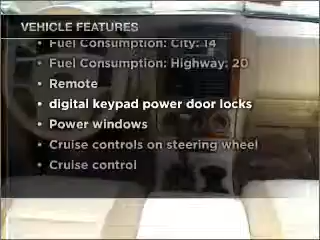 VEHICLE FEATURES
• Fuel Consumption: City: 14
• Fuel Consumption: Highway: 20
• Remote
• digital keypad power door locks
• Power windows
• Cruise controls on steering wheel
• Cruise control